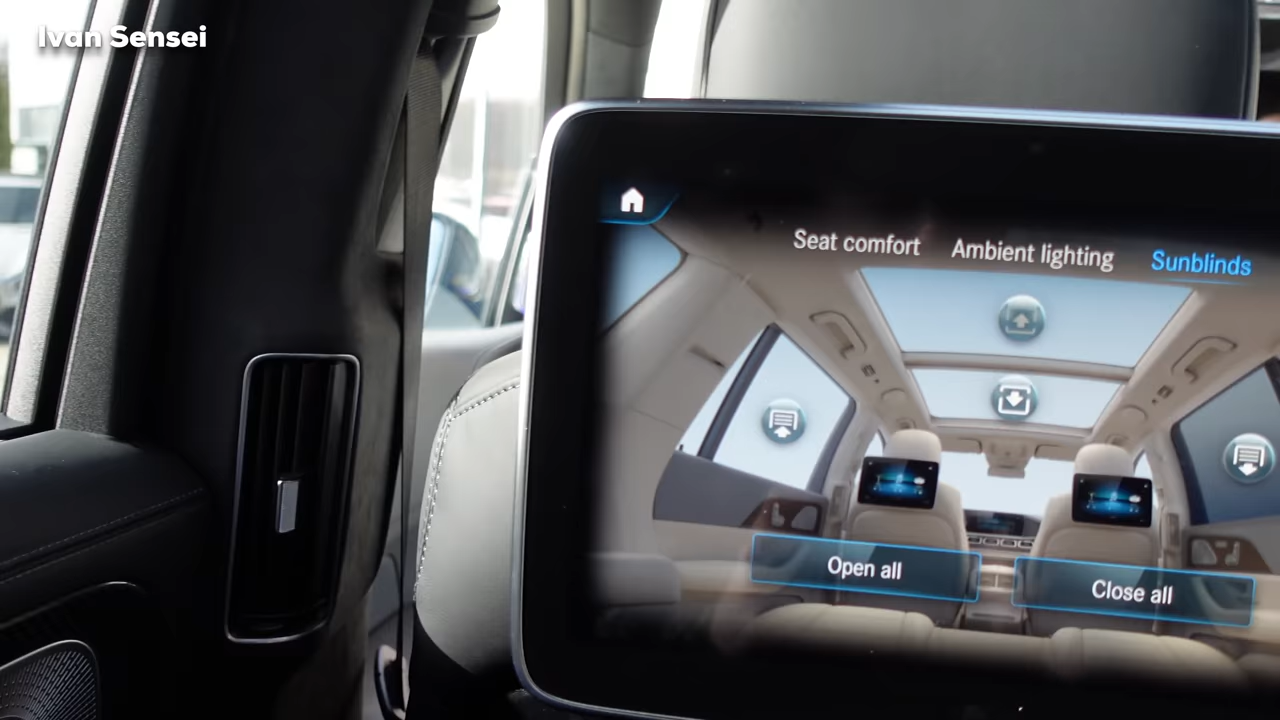 Ivan Sensei
Seat comfort Ambient lighting Sunblinds
Open all Close all